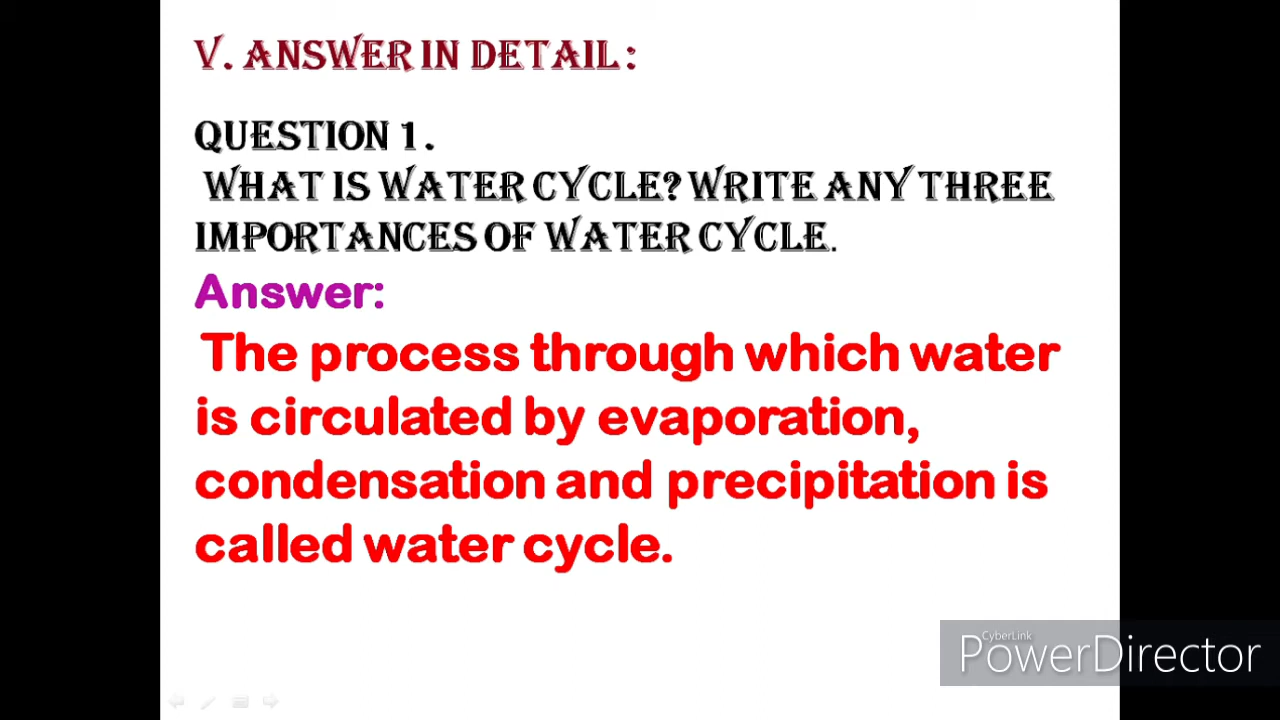 V. ANSWER IN DETAIL :
QUESTION 1.
WHAT IS WATER CYCLE? WRITE ANY THREE
IMPORTANCES OF WATER CYCLE.
Answer:
The process through which water
is circulated by evaporation,
condensation and precipitation is
called water cycle.
CyberLink
PowerDirector